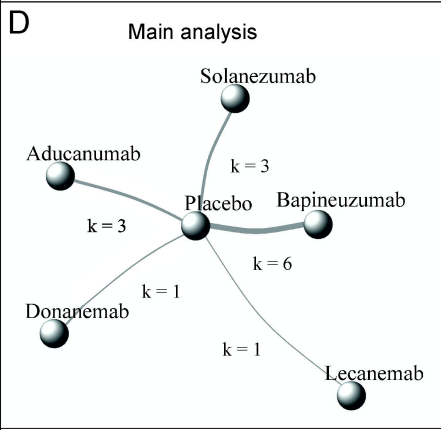 D
Main analysis
Solanezumab
Aducanumab
k = 3
Placebo
Bapineuzumab
k = 3
k = 6
k = 1
Donanemab
k = 1
Lecanemab